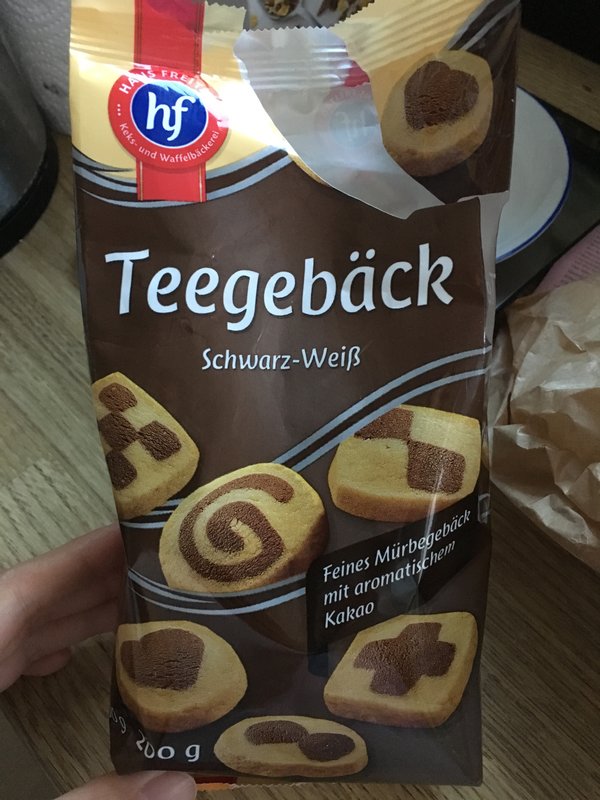 hf
Keks- und Waffelbäckerei
Teegebäck
Schwarz-Weiß
Feines Mürbegebäck
mit aromatischem
Kakao
200 g